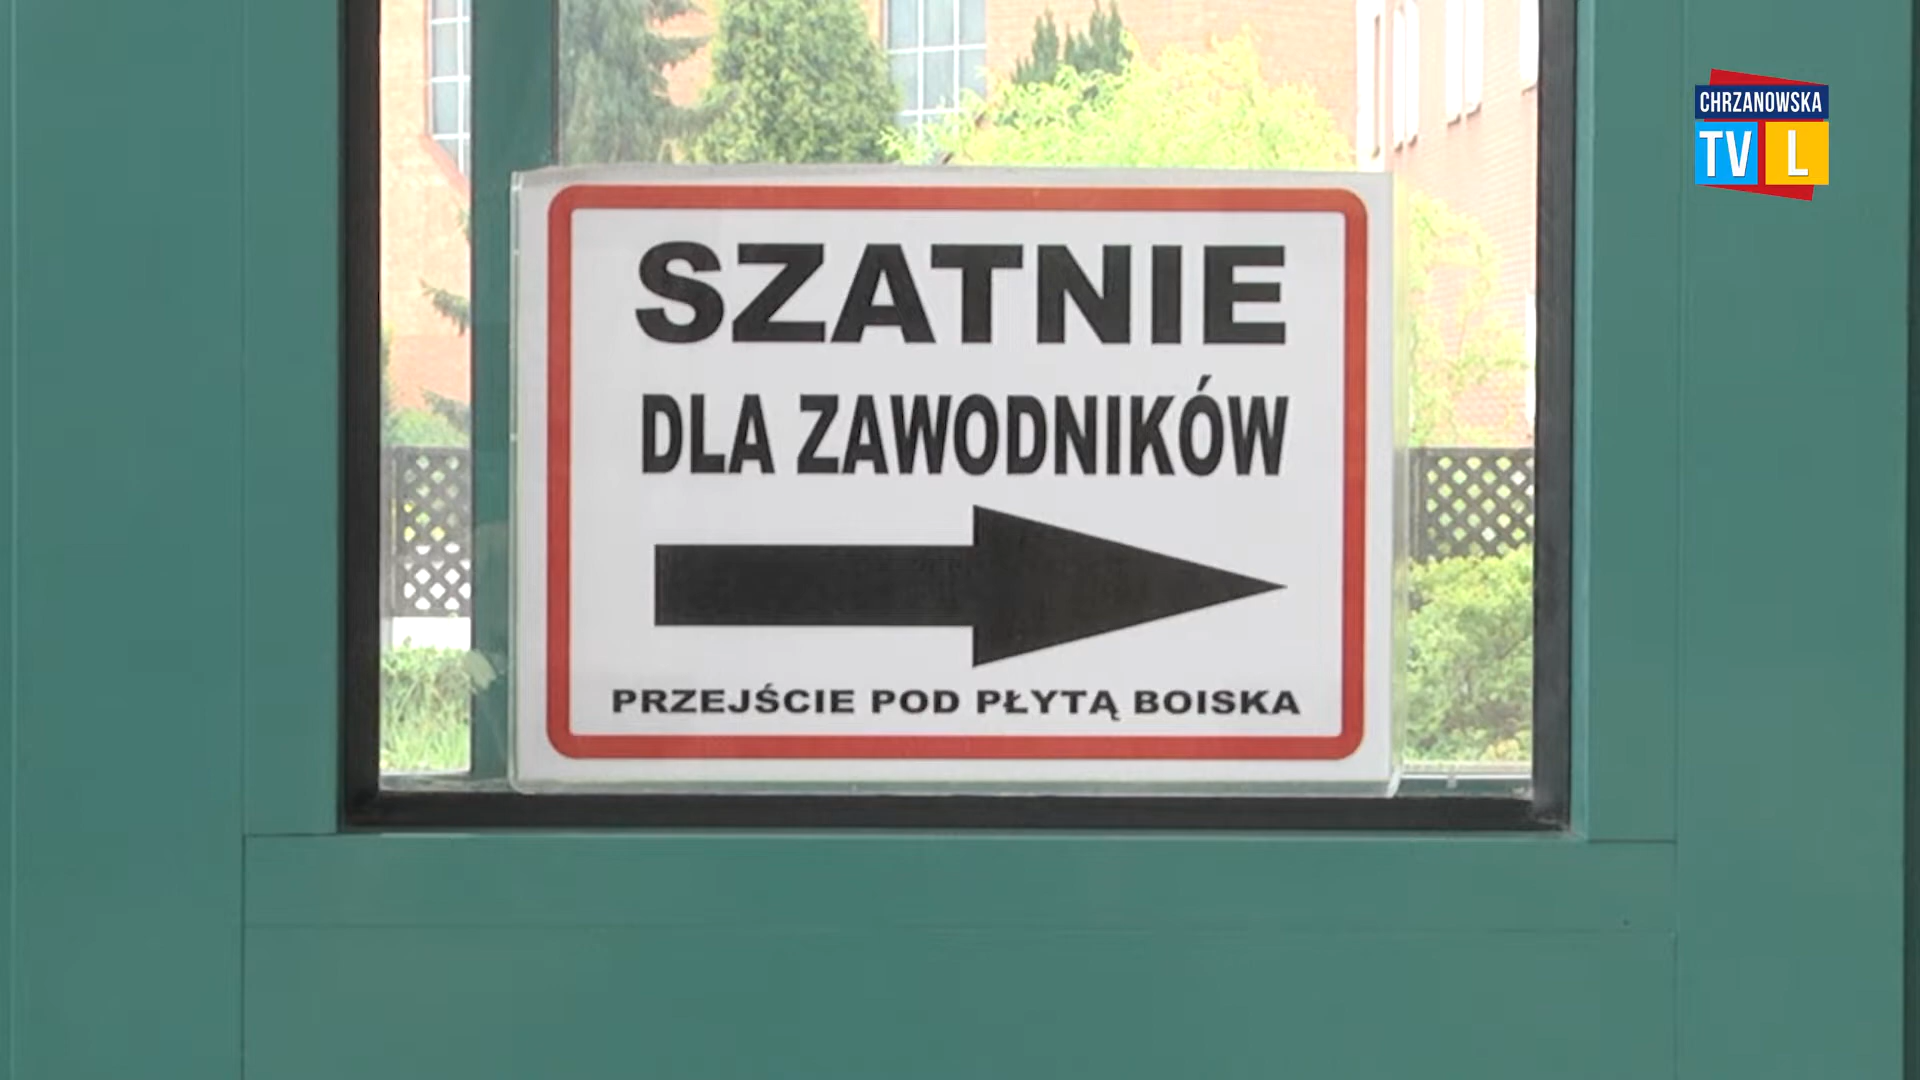 CHRZANOWSKA
TV L
SZATNIE
DLA ZAWODNIKÓW
PRZEJŚCIE POD PŁYTĄ BOISKA